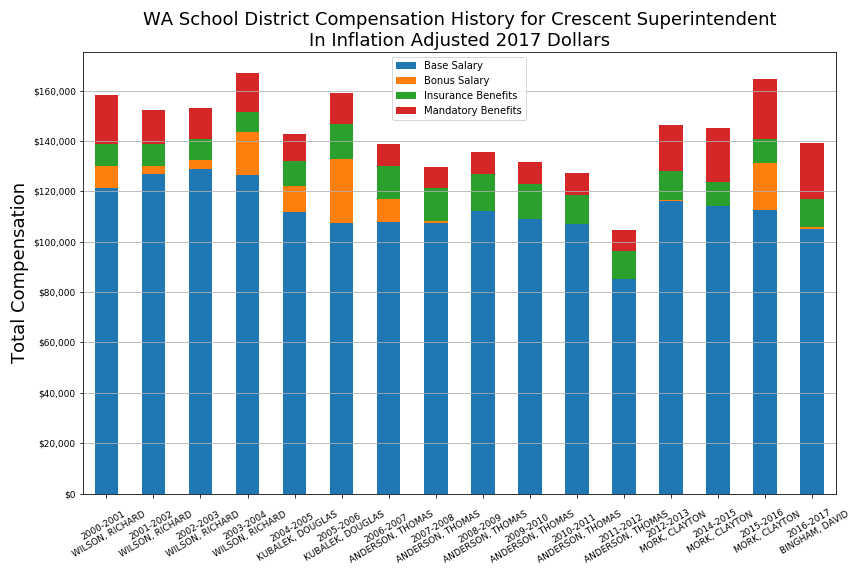 WA School District Compensation History for Crescent Superintendent
In Inflation Adjusted 2017 Dollars
Base Salary
Bonus Salary
Insurance Benefits
Mandatory Benefits
Total Compensation
$160,000
$140,000
$120,000
$100,000
$80,000
$60,000
$40,000
$20,000
$0
2000-2001
WILSON, RICHARD
2001-2002
WILSON, RICHARD
2002-2003
WILSON, RICHARD
2003-2004
WILSON, RICHARD
2004-2005
KUBALEK, DOUGLAS
2005-2006
KUBALEK, DOUGLAS
2006-2007
ANDERSON, THOMAS
2007-2008
ANDERSON, THOMAS
2008-2009
ANDERSON, THOMAS
2009-2010
ANDERSON, THOMAS
2010-2011
ANDERSON, THOMAS
2011-2012
ANDERSON, THOMAS
2012-2013
MORK, CLAYTON
2014-2015
MORK, CLAYTON
2015-2016
MORK, CLAYTON
2016-2017
BINGHAM, DAVID